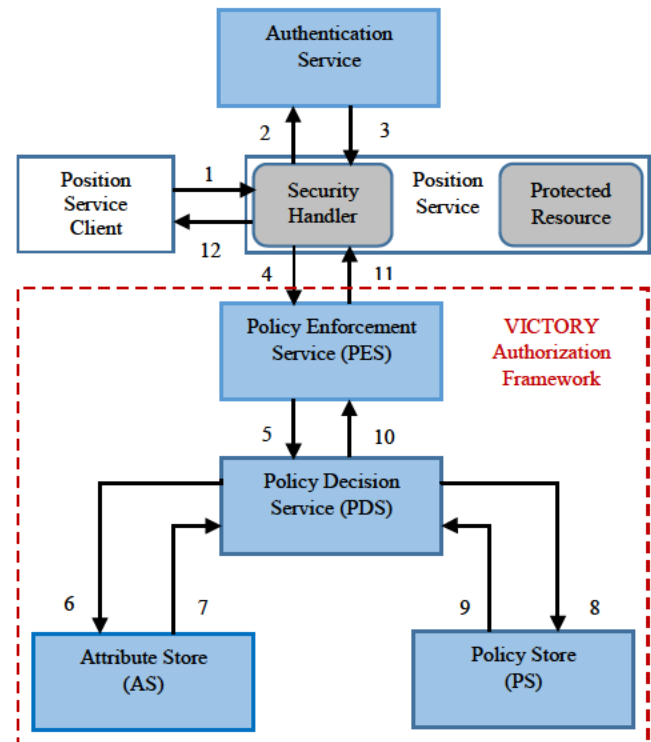 Authentication
Service
2
3
Position
Service
Client
1
12
Security
Handler
Position
Service
Protected
Resource
4
11
Policy Enforcement
Service (PES)
VICTORY
Authorization
Framework
5
10
Policy Decision
Service (PDS)
6
7
9
8
Attribute Store
(AS)
Policy Store
(PS)